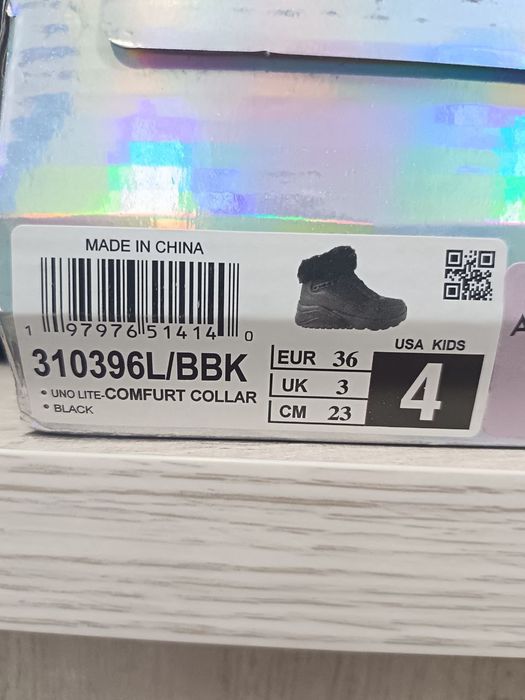 MADE IN CHINA
1 97976 51414 0
310396L/BBK
• UNO LITE-COMFURT COLLAR
• BLACK
EUR 36
UK 3
CM 23
USA KIDS
4
A